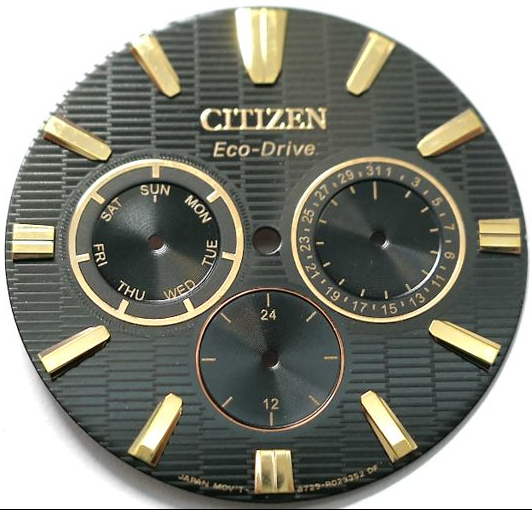 CITIZEN
Eco-Drive
SUN
MON
TUE
WED
THU
FRI
SAT
31 1 3 5 7 9 11 13 15 17 19 21 23 25 27 29
24
12
JAPAN MOV'T